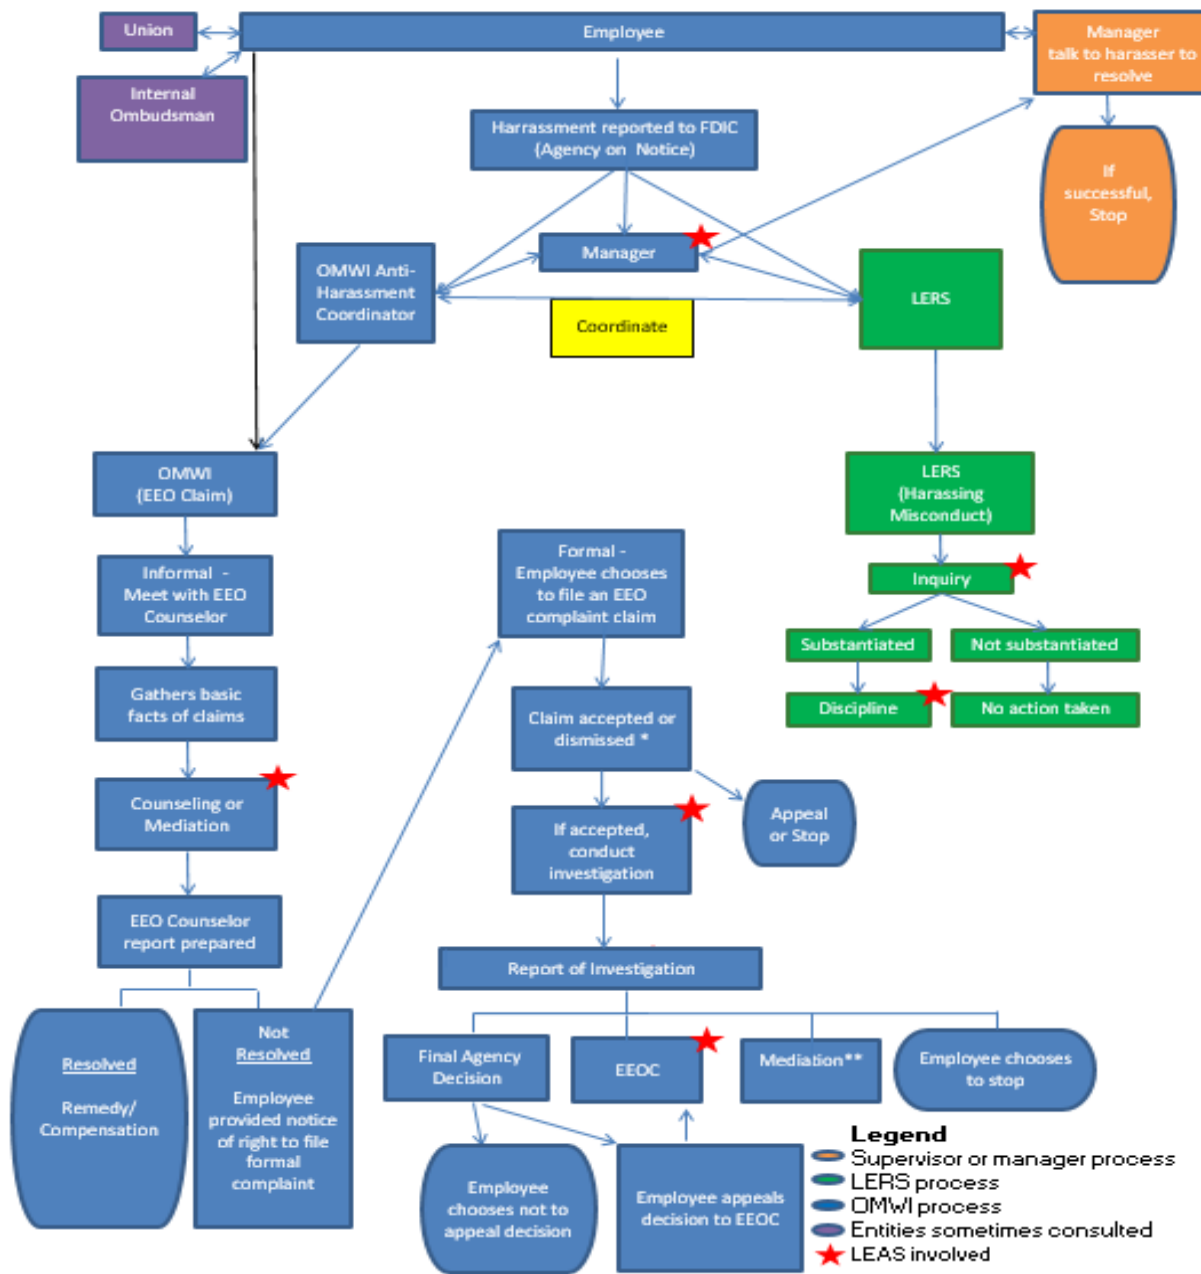 Union
Employee
Manager
talk to harasser to
resolve
Internal
Ombudsman
Harrassment reported to FDIC
(Agency on Notice)
If
successful,
Stop
Manager
OMWI Anti-
Harassment
Coordinator
LERS
Coordinate
OMWI
(EEO Claim)
LERS
(Harassing
Misconduct)
Informal -
Meet with EEO
Counselor
Formal -
Employee chooses
to file an EEO
complaint claim
Inquiry
Substantiated
Not substantiated
Gathers basic
facts of claims
Claim accepted or
dismissed *
Discipline
No action taken
Counseling or
Mediation
If accepted,
conduct
investigation
Appeal
or Stop
EEO Counselor
report prepared
Report of Investigation
Resolved
Remedy/
Compensation
Not
Resolved
Employee
provided notice
of right to file
formal
complaint
Final Agency
Decision
EEOC
Mediation**
Employee chooses
to stop
Employee
chooses not to
appeal decision
Employee appeals
decision to EEOC
Legend
Supervisor or manager process
LERS process
OMWI process
Entities sometimes consulted
LEAS involved